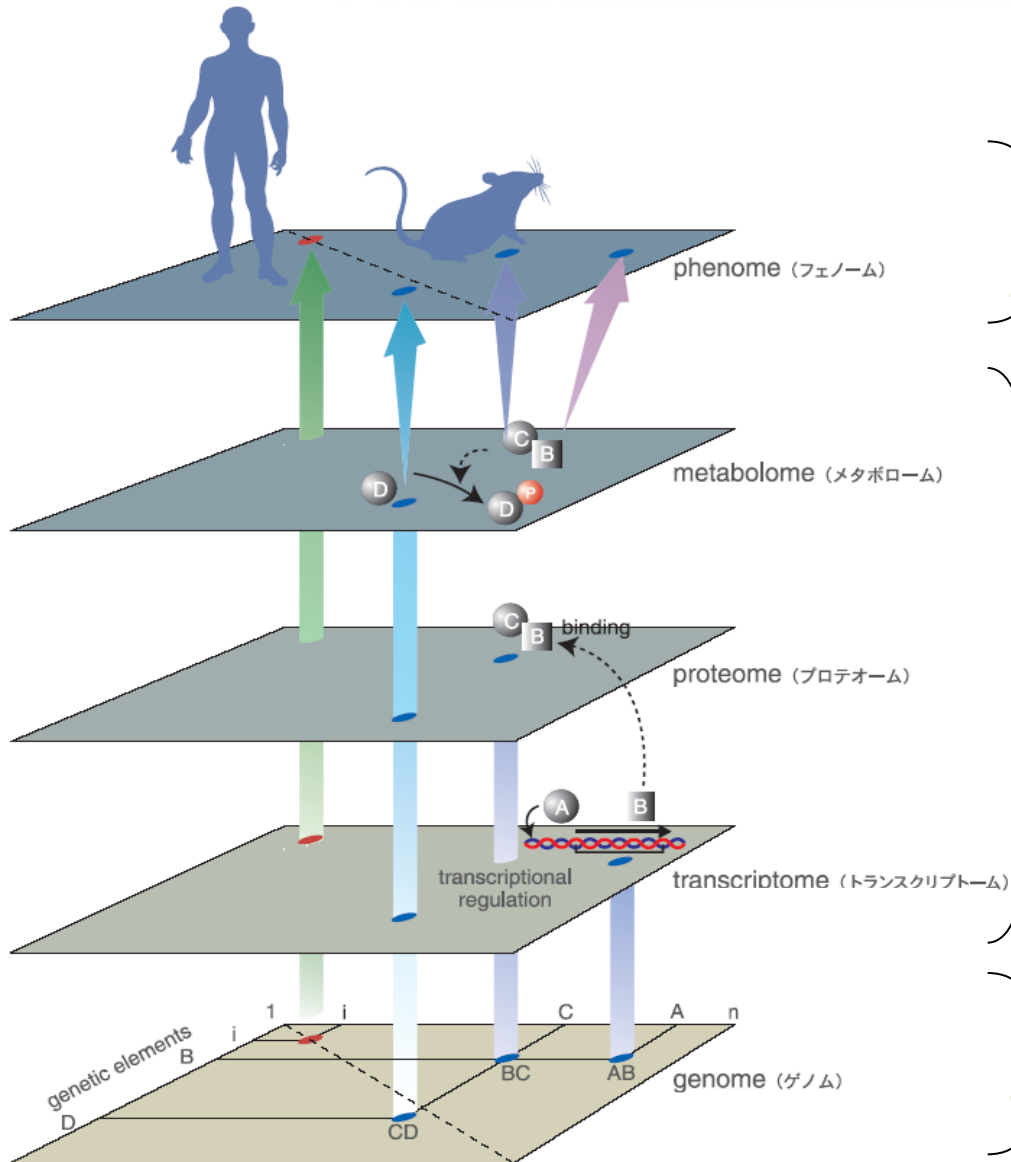 phenome (フェノーム)
C
B
D
P
D
metabolome (メタボローム)
C
B
binding
proteome (プロテオーム)
A
B
transcriptional
regulation
transcriptome (トランスクリプトーム)
1
i
C
A
n
i
B
D
genetic elements
BC
AB
CD
genome (ゲノム)